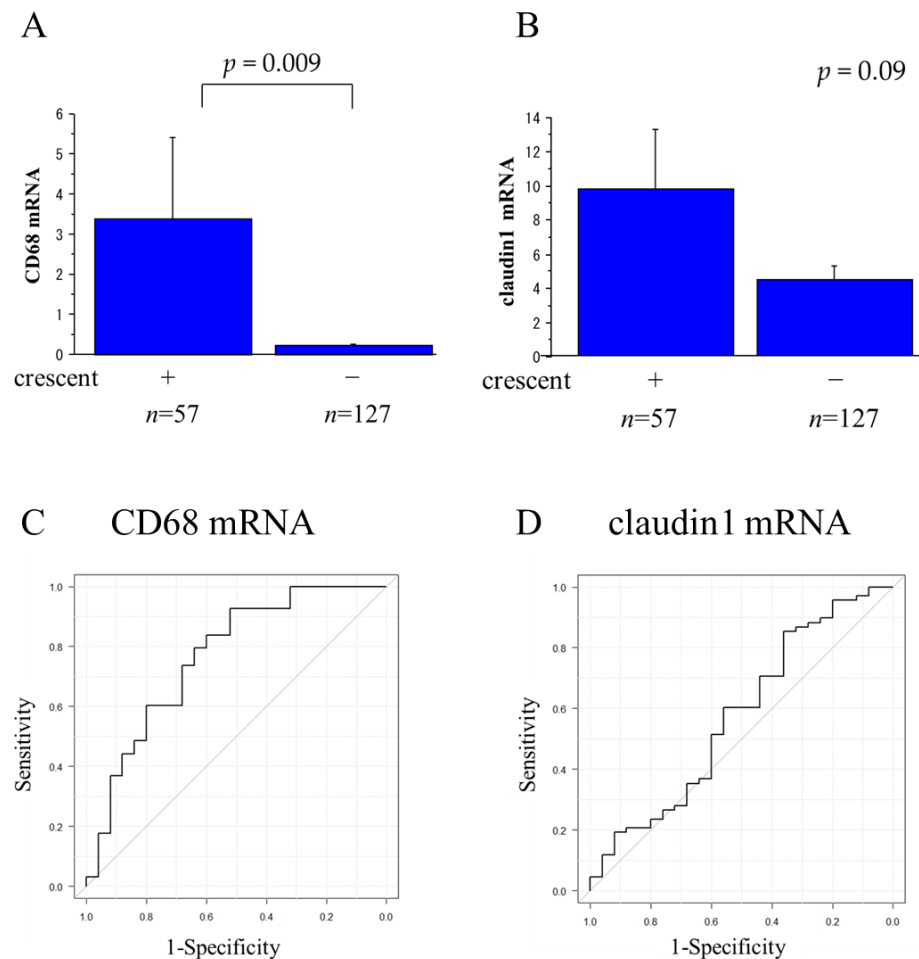 A
p = 0.009
CD68 mRNA
6
5
4
3
2
1
0
crescent + −
n=57 n=127
B
p = 0.09
claudin1 mRNA
14
12
10
8
6
4
2
0
crescent + −
n=57 n=127
C CD68 mRNA
Sensitivity
1.0
0.8
0.6
0.4
0.2
0.0
1.0 0.8 0.6 0.4 0.2 0.0
1-Specificity
D claudin1 mRNA
Sensitivity
1.0
0.8
0.6
0.4
0.2
0.0
1.0 0.8 0.6 0.4 0.2 0.0
1-Specificity